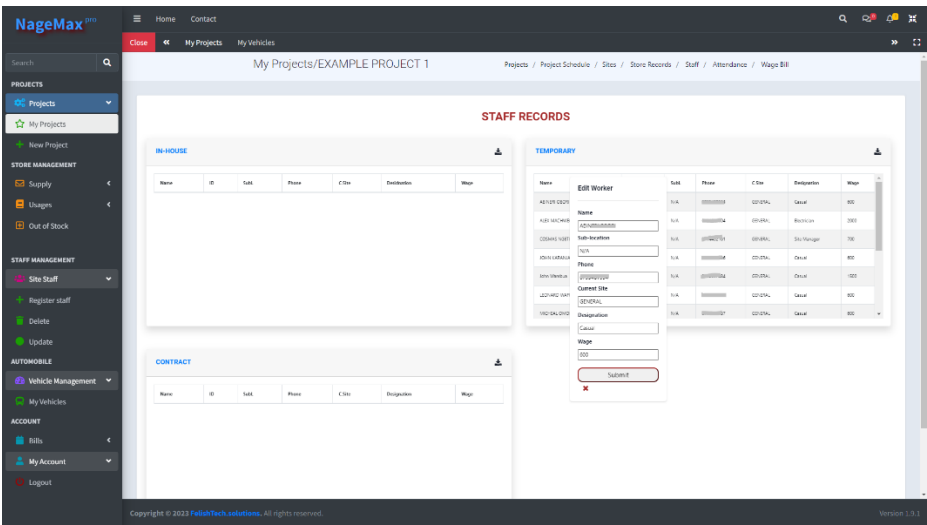 NageMax pro
Home Contact
Close My Projects My Vehicles
Search
My Projects/EXAMPLE PROJECT 1
Projects / Project Schedule / Sites / Store Records / Staff / Attendance / Wage Bill
PROJECTS
Projects
My Projects
New Project
STORE MANAGEMENT
Supply
Usages
Out of Stock
STAFF MANAGEMENT
Site Staff
Register staff
Delete
Update
AUTOMOBILE
Vehicle Management
My Vehicles
ACCOUNT
Bills
My Account
Logout
STAFF RECORDS
IN-HOUSE
Name ID SubL Phone C.Site Designation Wage
TEMPORARY
Name SubL Phone C.Site Designation Wage
N/A GENERAL Casual 800
N/A GENERAL Electrician 2000
N/A GENERAL Site Manager 700
N/A GENERAL Casual 800
John N/A GENERAL Casual
LEONARD N/A GENERAL Casual 800
N/A GENERAL Casual 800
Edit Worker
Name
Sub-location
N/A
Phone
Current Site
GENERAL
Designation
Casual
Wage
800
Submit
CONTRACT
Name ID SubL Phone C.Site Designation Wage
Copyright © 2023 FelishTech.solutions. All rights reserved.
Version 1.9.1